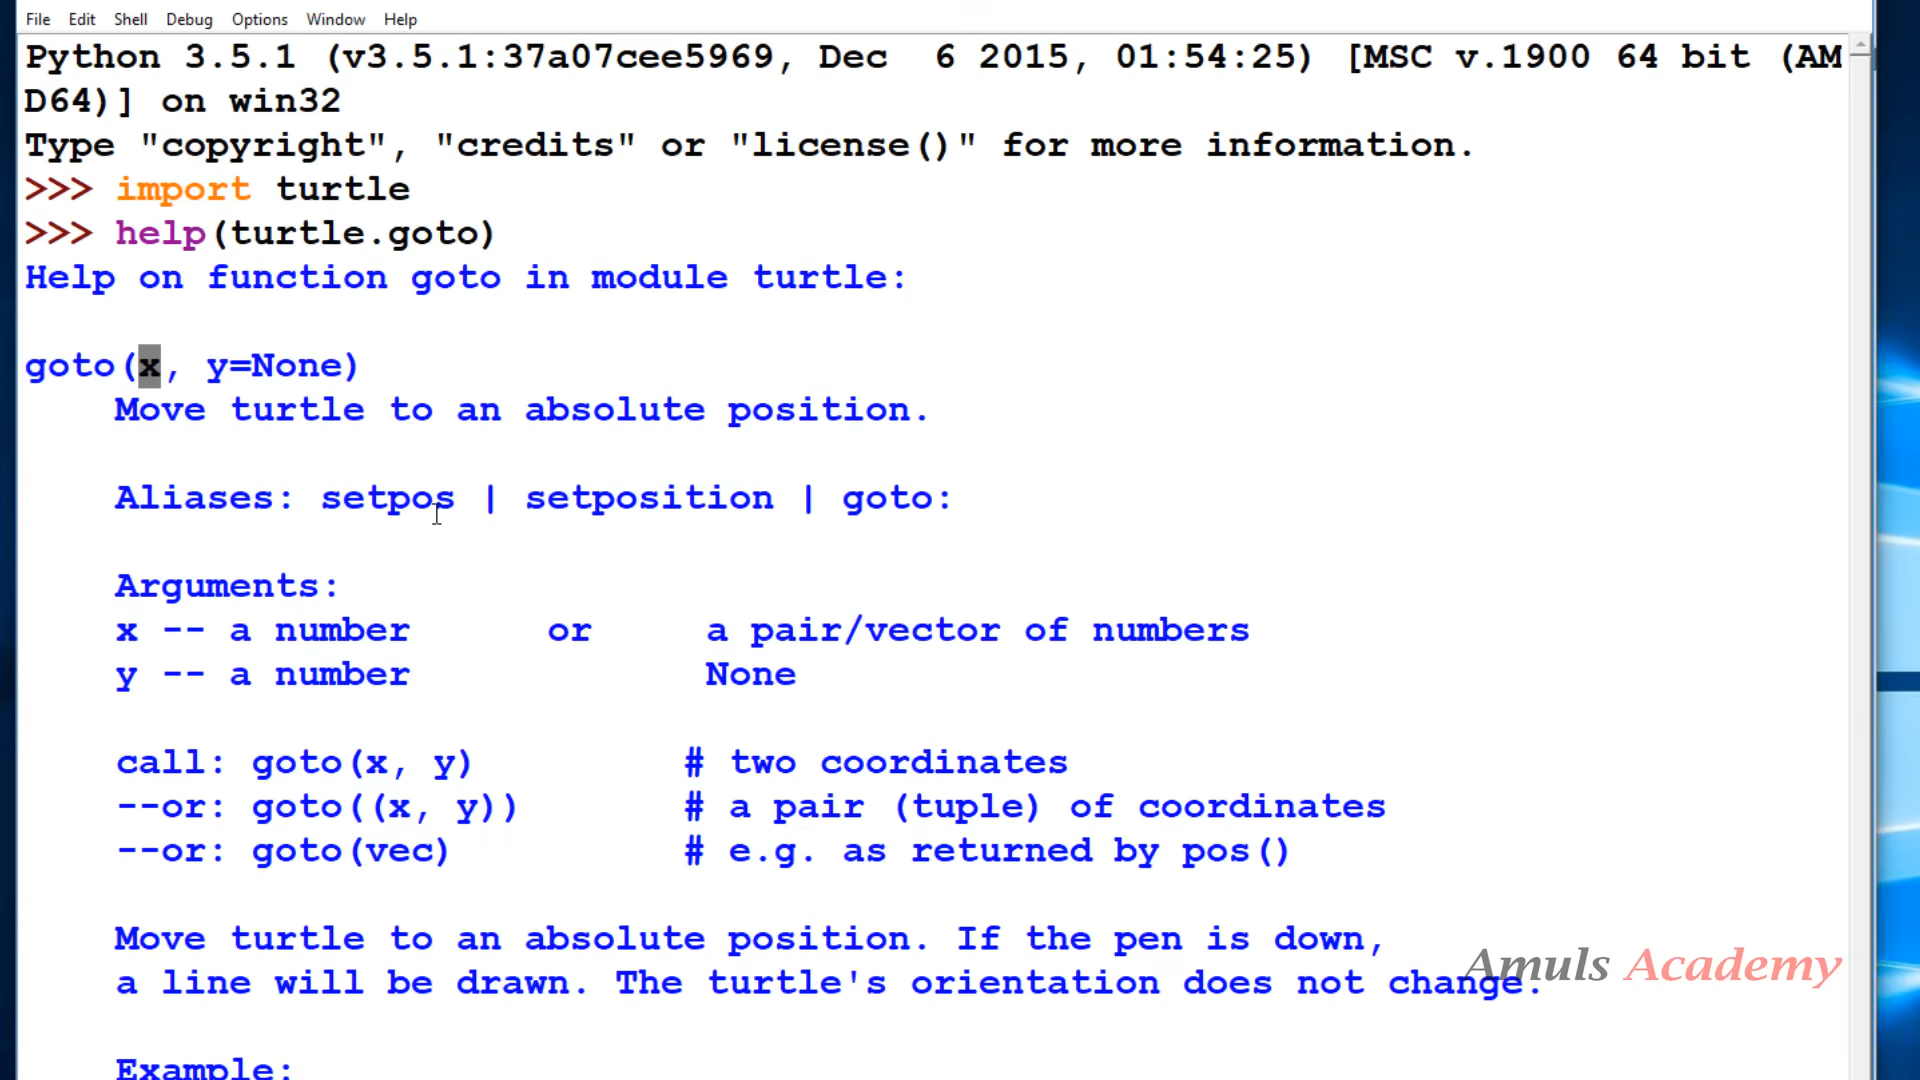 File Edit Shell Debug Options Window Help
Python 3.5.1 (v3.5.1:37a07cee5969, Dec  6 2015, 01:54:25) [MSC v.1900 64 bit (AM
D64)] on win32
Type "copyright", "credits" or "license()" for more information.
>>> import turtle
>>> help(turtle.goto)
Help on function goto in module turtle:
goto(x, y=None)
Move turtle to an absolute position.
Aliases: setpos | setposition | goto:
Arguments:
x -- a number      or     a pair/vector of numbers
y -- a number             None
call: goto(x, y)         # two coordinates
--or: goto((x, y))       # a pair (tuple) of coordinates
--or: goto(vec)          # e.g. as returned by pos()
Move turtle to an absolute position. If the pen is down,
a line will be drawn. The turtle's orientation does not change.
Amuls Academy
Example: